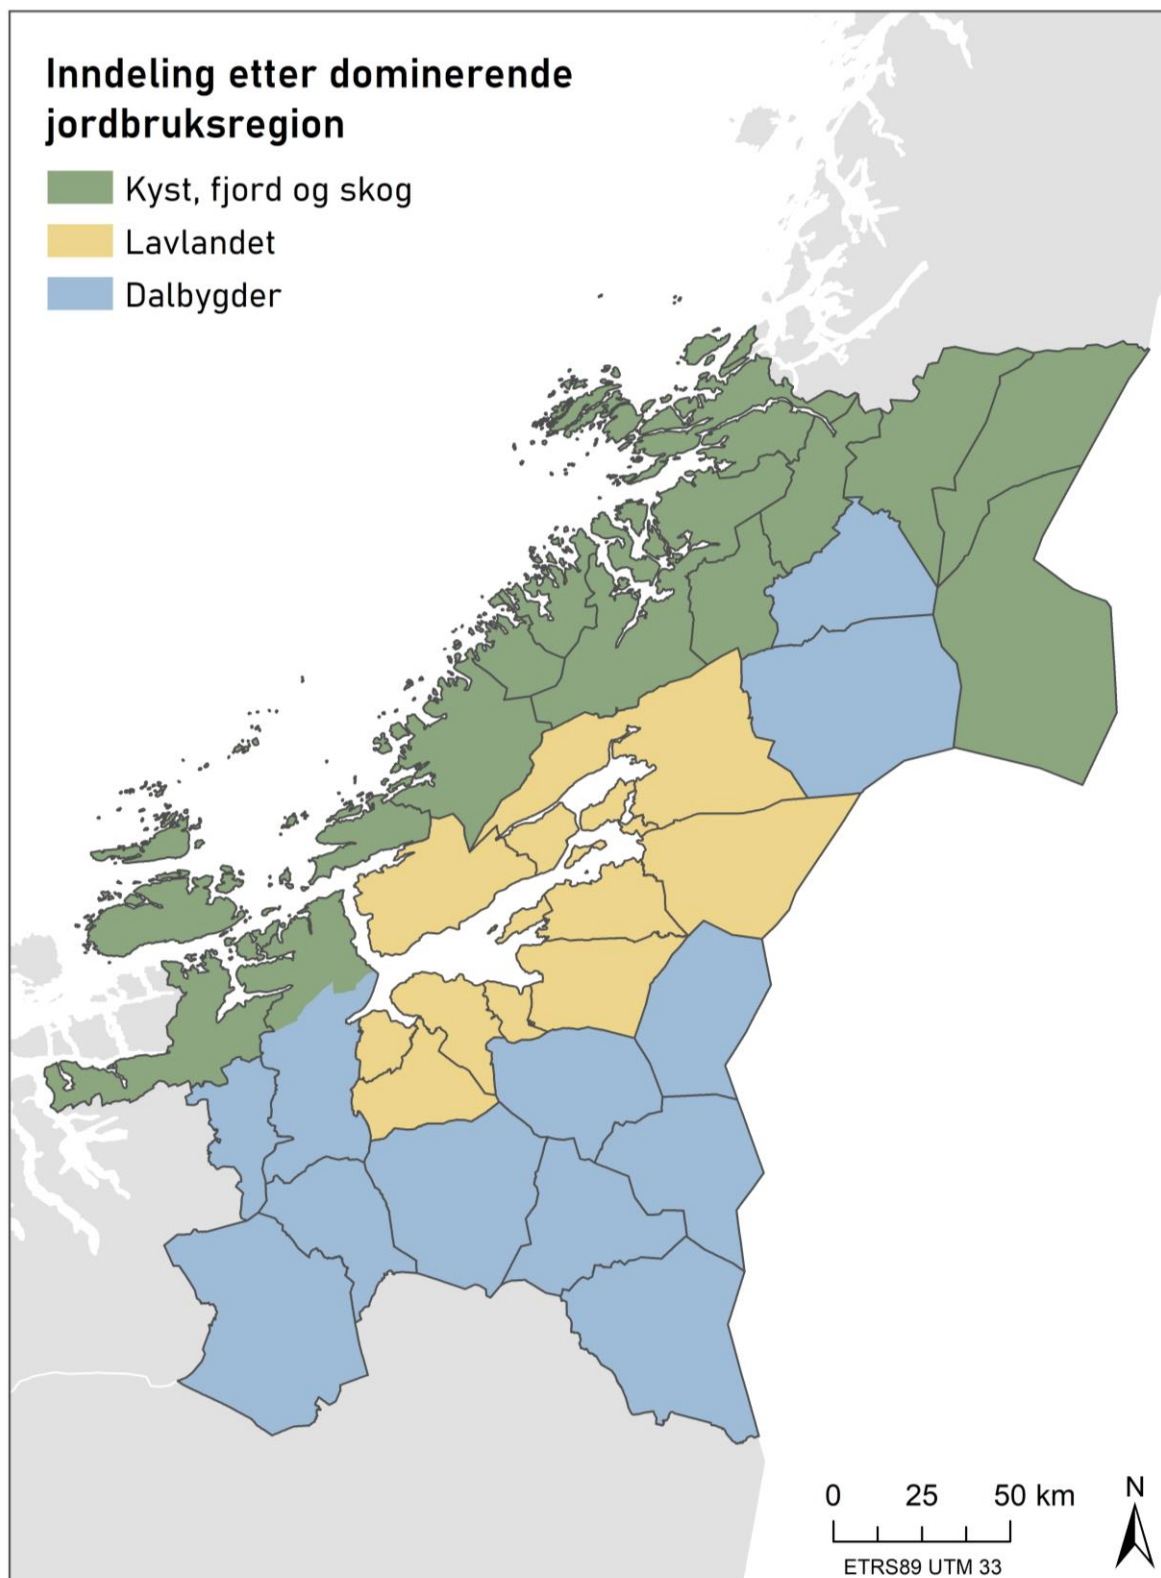 Inndeling etter dominerende
jordbruksregion
Kyst, fjord og skog
Lavlandet
Dalbygder
0 25 50 km
ETRS89 UTM 33
N